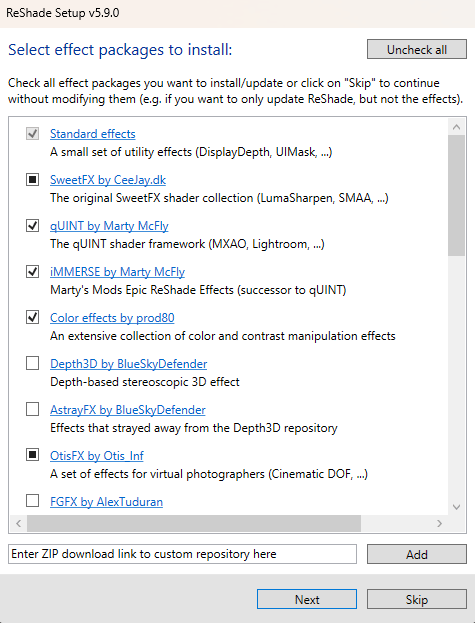 ReShade Setup v5.9.0
Select effect packages to install:
Uncheck all
Check all effect packages you want to install/update or click on "Skip" to continue
without modifying them (e.g. if you want to only update ReShade, but not the effects).
Standard effects
A small set of utility effects (DisplayDepth, UIMask, ...)
SweetFX by CeeJay.dk
The original SweetFX shader collection (LumaSharpen, SMAA, ...)
qUINT by Marty McFly
The qUINT shader framework (MXAO, Lightroom, ...)
iMMERSE by Marty McFly
Marty's Mods Epic ReShade Effects (successor to qUINT)
Color effects by prod80
An extensive collection of color and contrast manipulation effects
Depth3D by BlueSkyDefender
Depth-based stereoscopic 3D effect
AstrayFX by BlueSkyDefender
Effects that strayed away from the Depth3D repository
OtisFX by Otis_Inf
A set of effects for virtual photographers (Cinematic DOF, ...)
FGFX by AlexTuduran
Enter ZIP download link to custom repository here
Add
Next
Skip